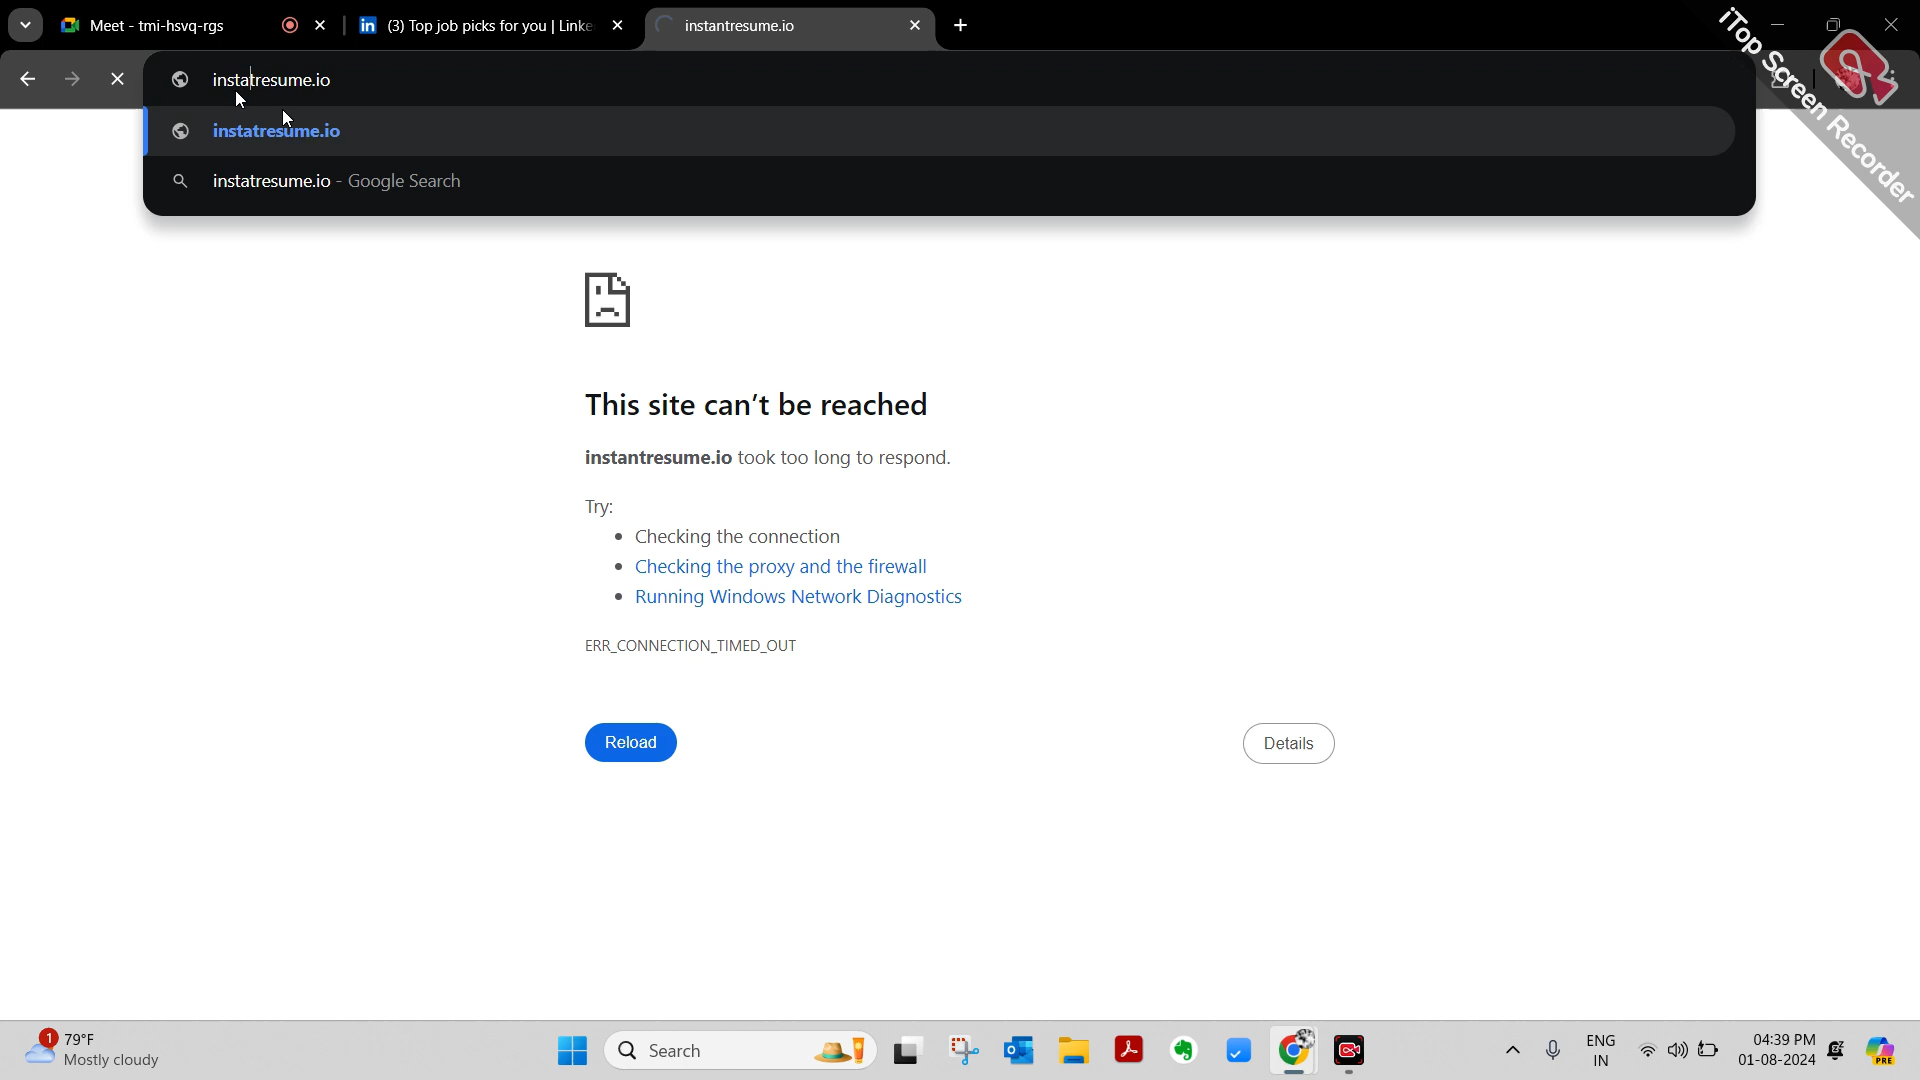 Meet - tmi-hsvq-rgs
(3) Top job picks for you | Linke
instantresume.io
instatresume.io
instatresume.io
instatresume.io - Google Search
iTop Screen Recorder
This site can't be reached
instantresume.io took too long to respond.
Try:
Checking the connection
Checking the proxy and the firewall
Running Windows Network Diagnostics
ERR_CONNECTION_TIMED_OUT
Reload
Details
1
79°F
Mostly cloudy
Search
ENG
IN
04:39 PM
01-08-2024
PRE